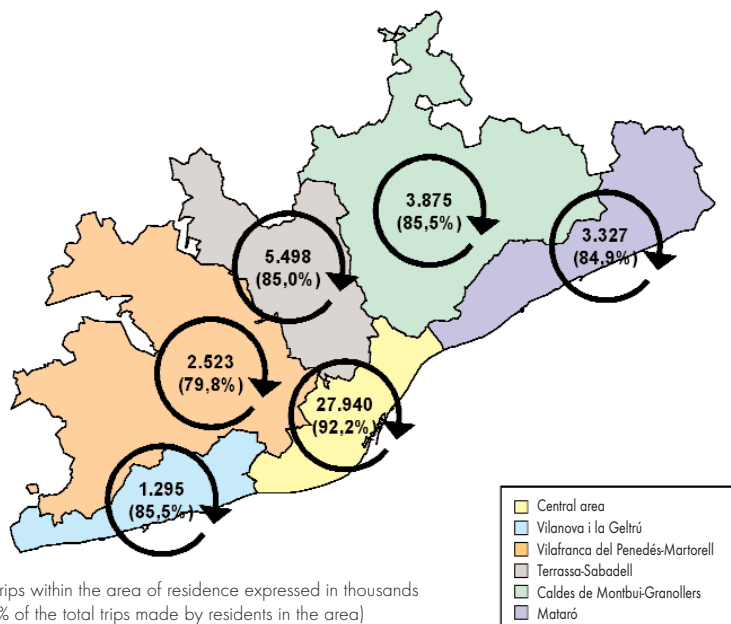 3.875
(85,5%)
3.327
(84,9%)
5.498
(85,0%)
2.523
(79,8%)
27.940
(92,2%)
1.295
(85,5%)
Central area
Vilanova i la Geltrú
Vilafranca del Penedés-Martorell
Terrassa-Sabadell
Caldes de Montbui-Granollers
Mataró
rips within the area of residence expressed in thousands
% of the total trips made by residents in the area)